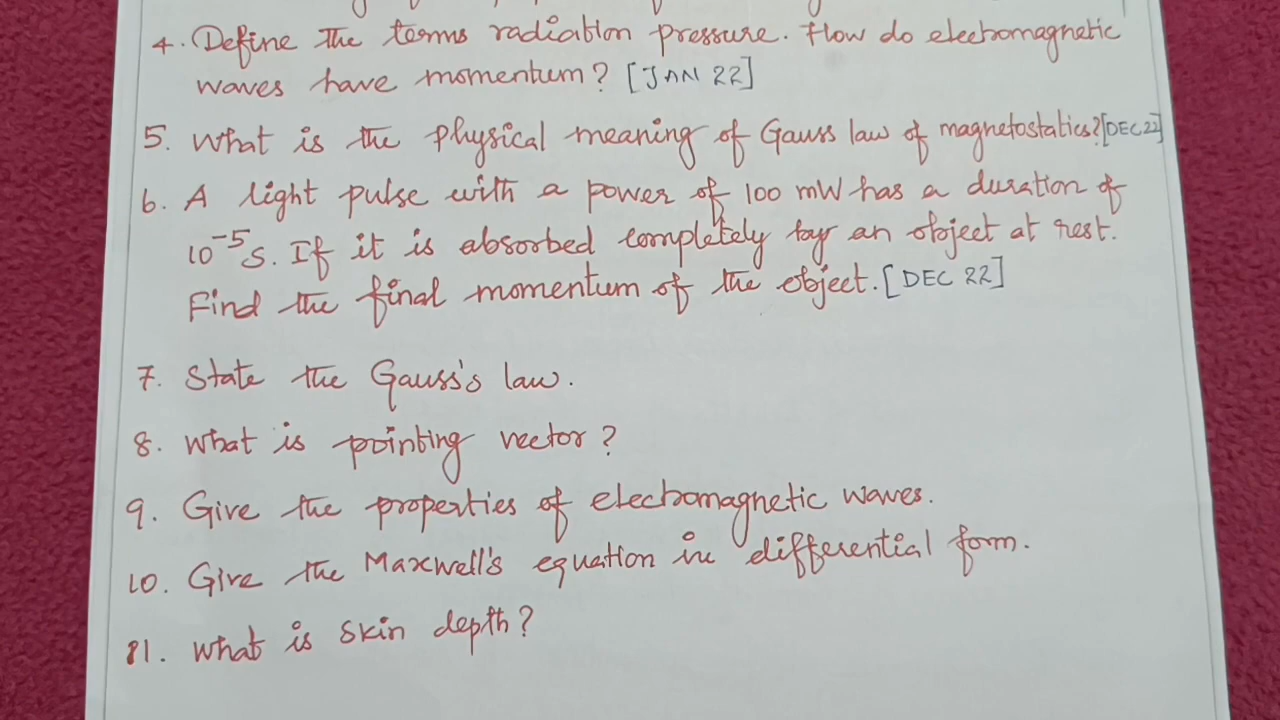 4. Define the terms radiation pressure. How do electromagnetic
waves have momentum? [JAN 22]
5. What is the physical meaning of Gauss law of magnetostatics? [DEC 22]
6. A light pulse with a power of 100 mW has a duration of
10⁻⁵s. If it is absorbed completely by an object at rest.
Find the final momentum of the object. [DEC 22]
7. State the Gauss's law.
8. What is pointing vector?
9. Give the properties of electromagnetic waves.
10. Give the Maxwell's equation in differential form.
11. What is skin depth?